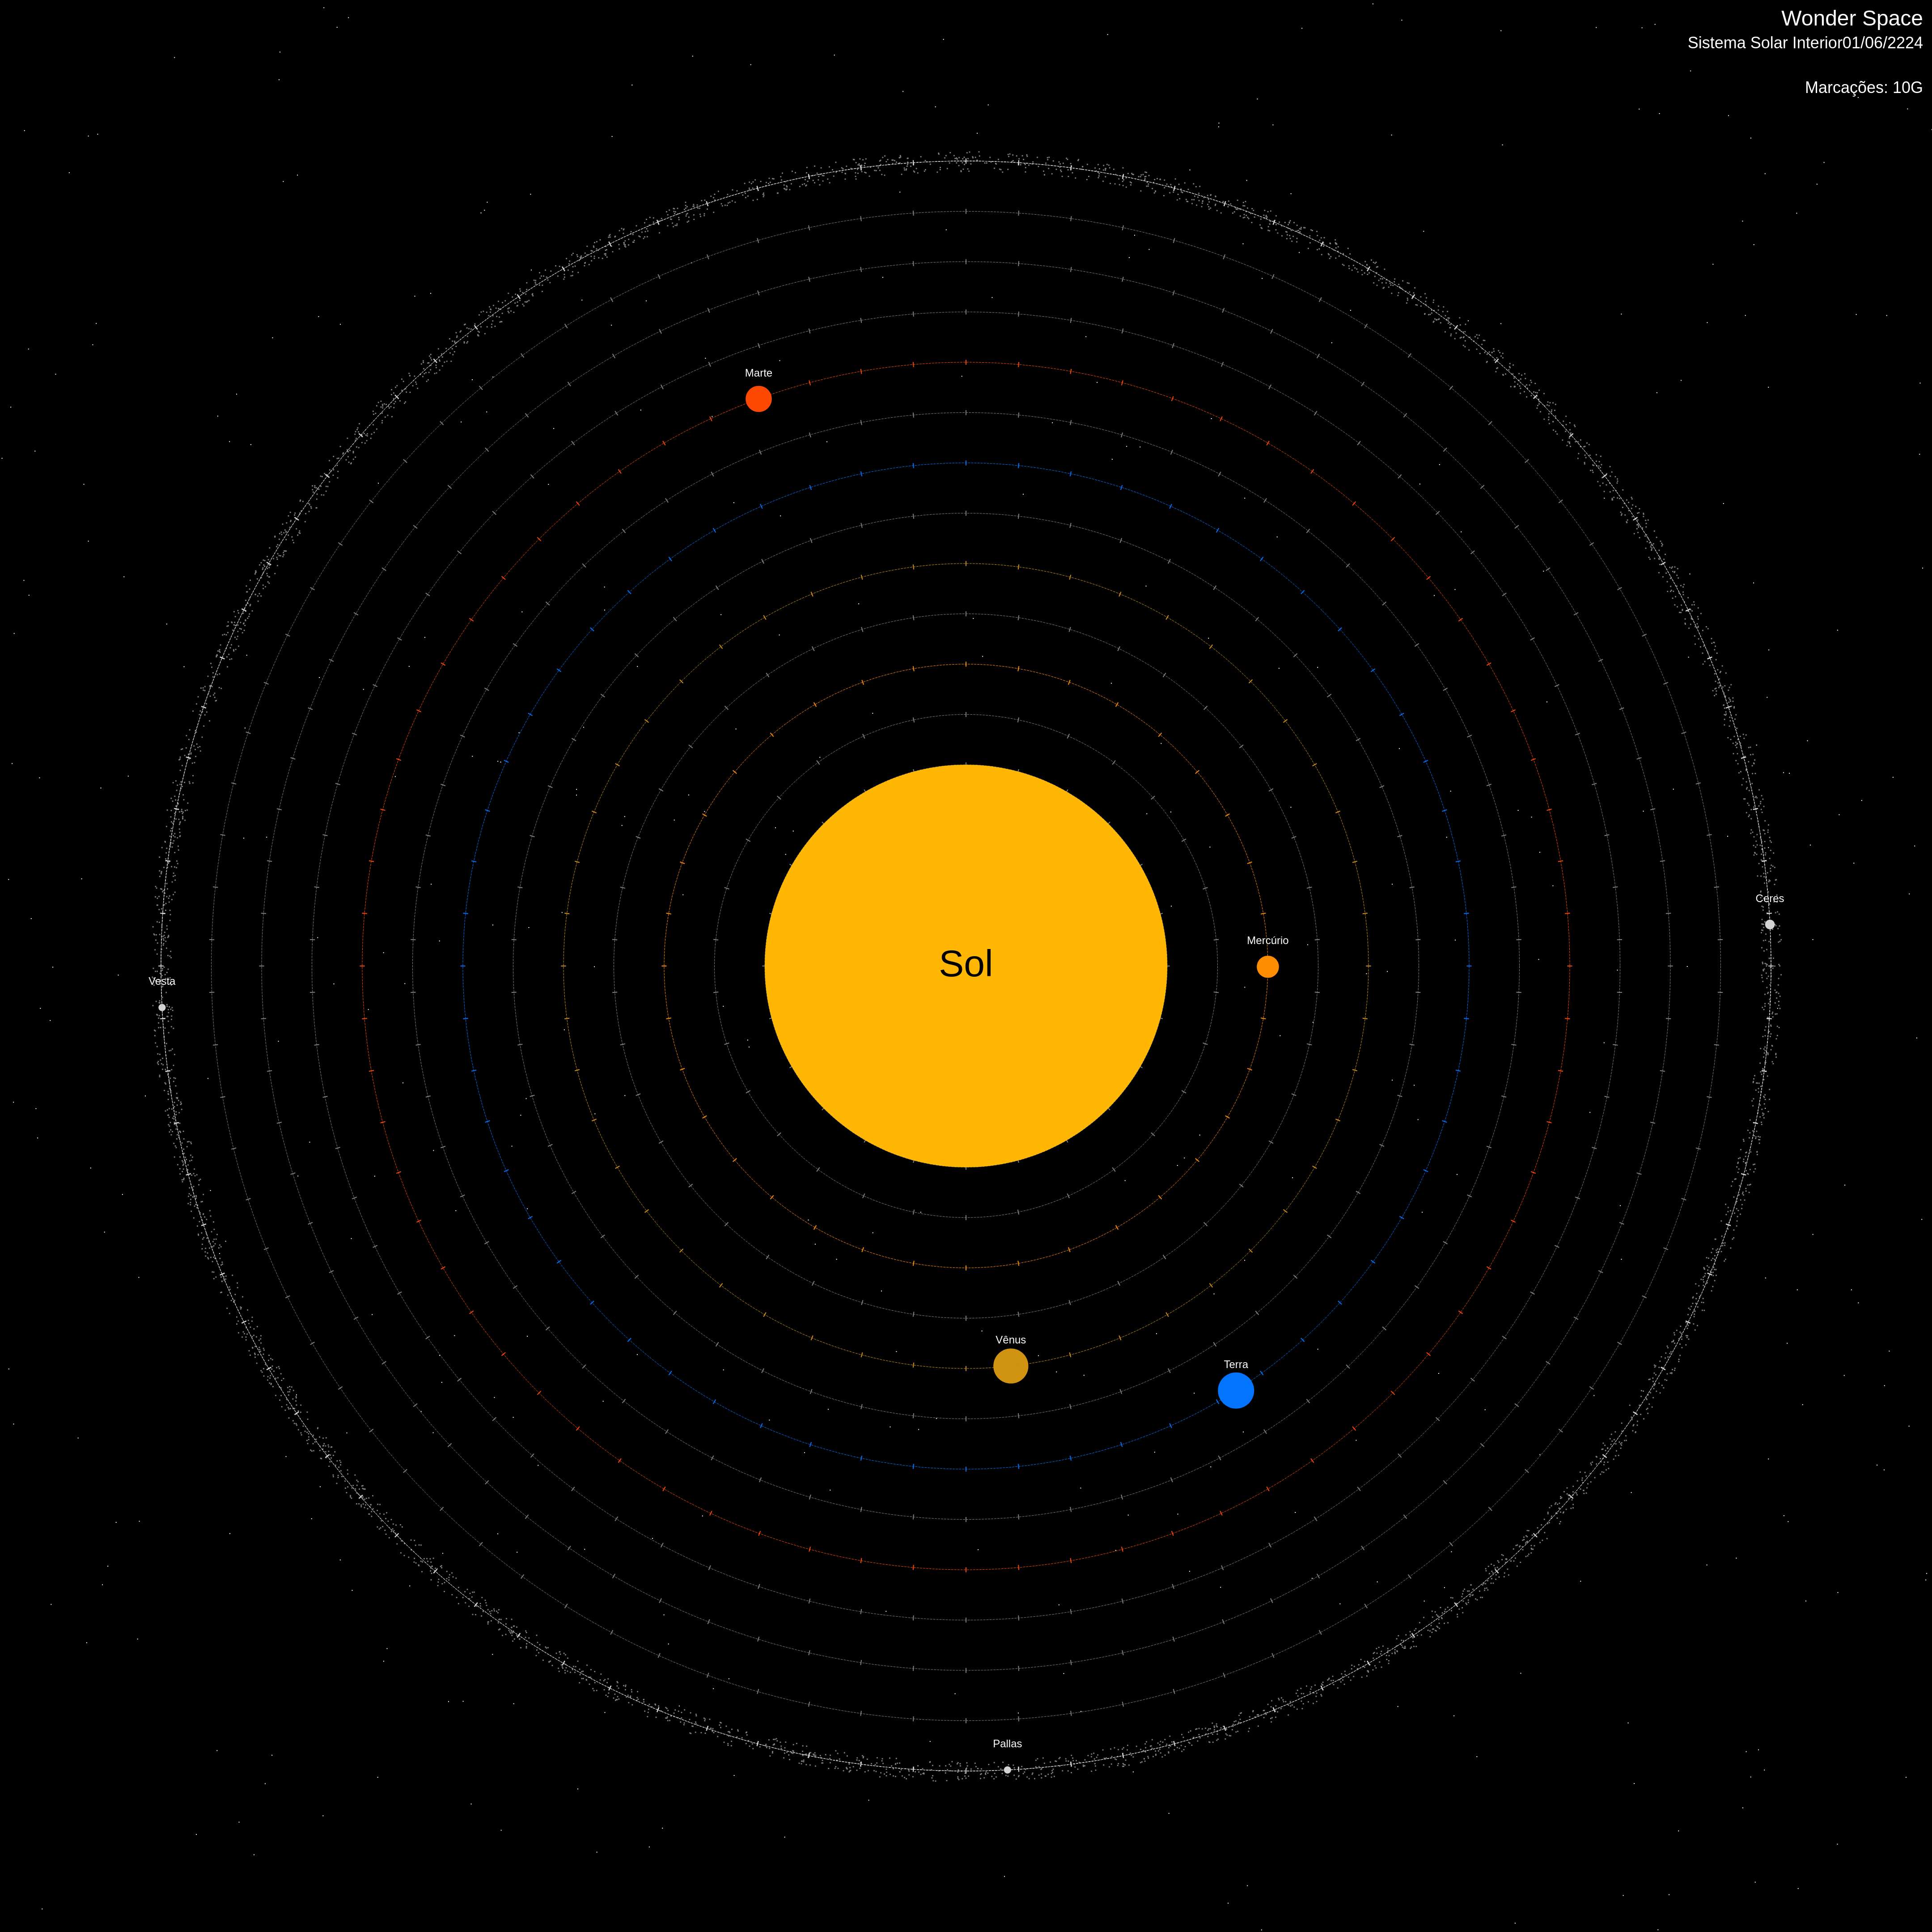 Wonder Space
Sistema Solar Interior01/06/2224
Marcações: 10G
Marte
Ceres
Mercúrio
Sol
Vesta
Vênus
Terra
Pallas